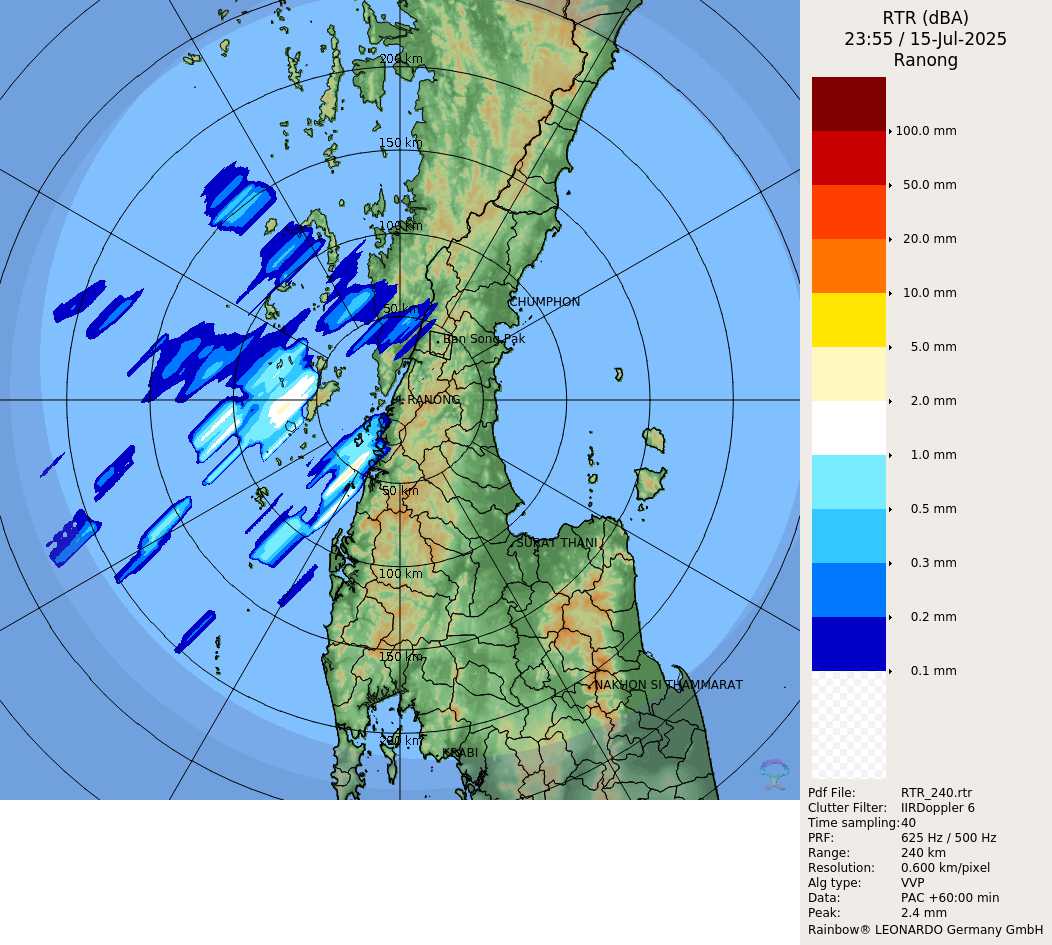 RTR (dBA)
23:55 / 15-Jul-2025
Ranong
200 km
150 km
100 km
50 km
CHUMPHON
Ban Song Pak
RANONG
50 km
SURAT THANI
100 km
150 km
NAKHON SI THAMMARAT
200 km
KRABI
100.0 mm
50.0 mm
20.0 mm
10.0 mm
5.0 mm
2.0 mm
1.0 mm
0.5 mm
0.3 mm
0.2 mm
0.1 mm
Pdf File: RTR_240.rtr
Clutter Filter: IIRDoppler 6
Time sampling:40
PRF: 625 Hz / 500 Hz
Range: 240 km
Resolution: 0.600 km/pixel
Alg type: VVP
Data: PAC +60:00 min
Peak: 2.4 mm
Rainbow® LEONARDO Germany GmbH